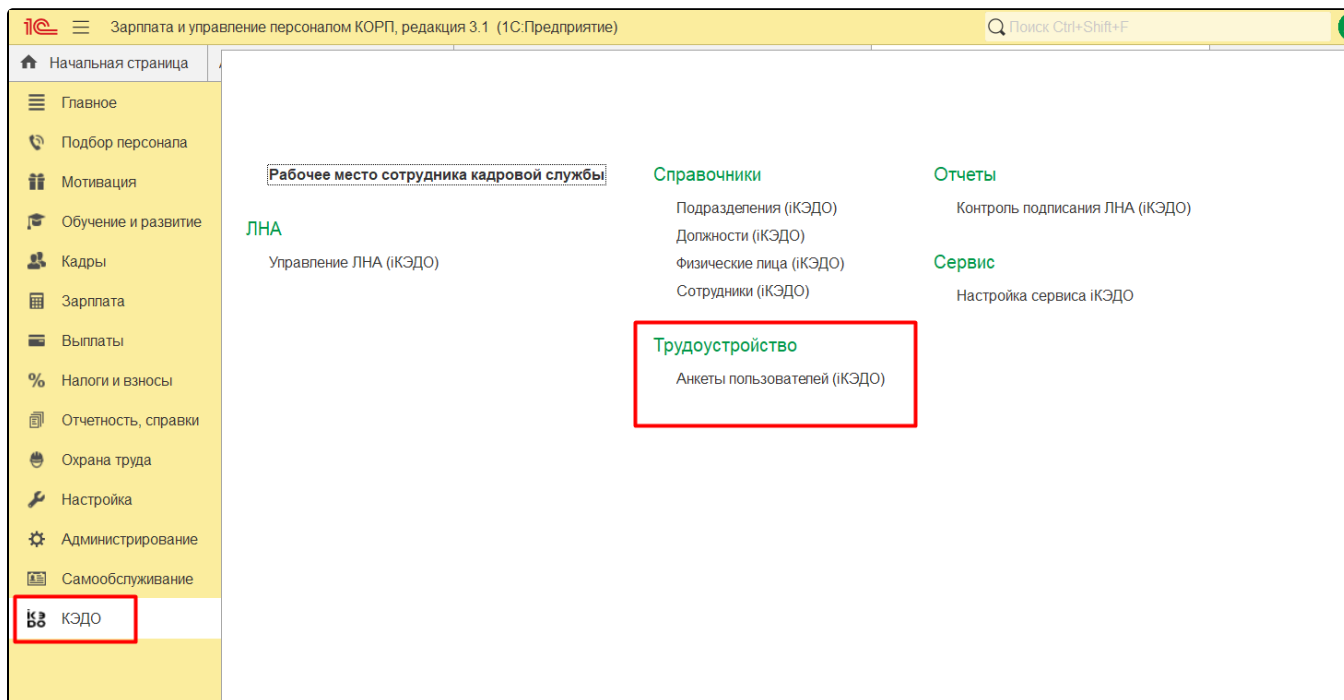 1С Зарплата и управление персоналом КОРП, редакция 3.1 (1С:Предприятие)
Поиск Ctrl+Shift+F
Начальная страница
Главное
Подбор персонала
Мотивация
Обучение и развитие
Кадры
Зарплата
Выплаты
Налоги и взносы
Отчетность, справки
Охрана труда
Настройка
Администрирование
Самообслуживание
iКЭDO КЭДО
Рабочее место сотрудника кадровой службы
ЛНА
Управление ЛНА (iКЭДО)
Справочники
Подразделения (iКЭДО)
Должности (iКЭДО)
Физические лица (iКЭДО)
Сотрудники (iКЭДО)
Трудоустройство
Анкеты пользователей (iКЭДО)
Отчеты
Контроль подписания ЛНА (iКЭДО)
Сервис
Настройка сервиса iКЭДО